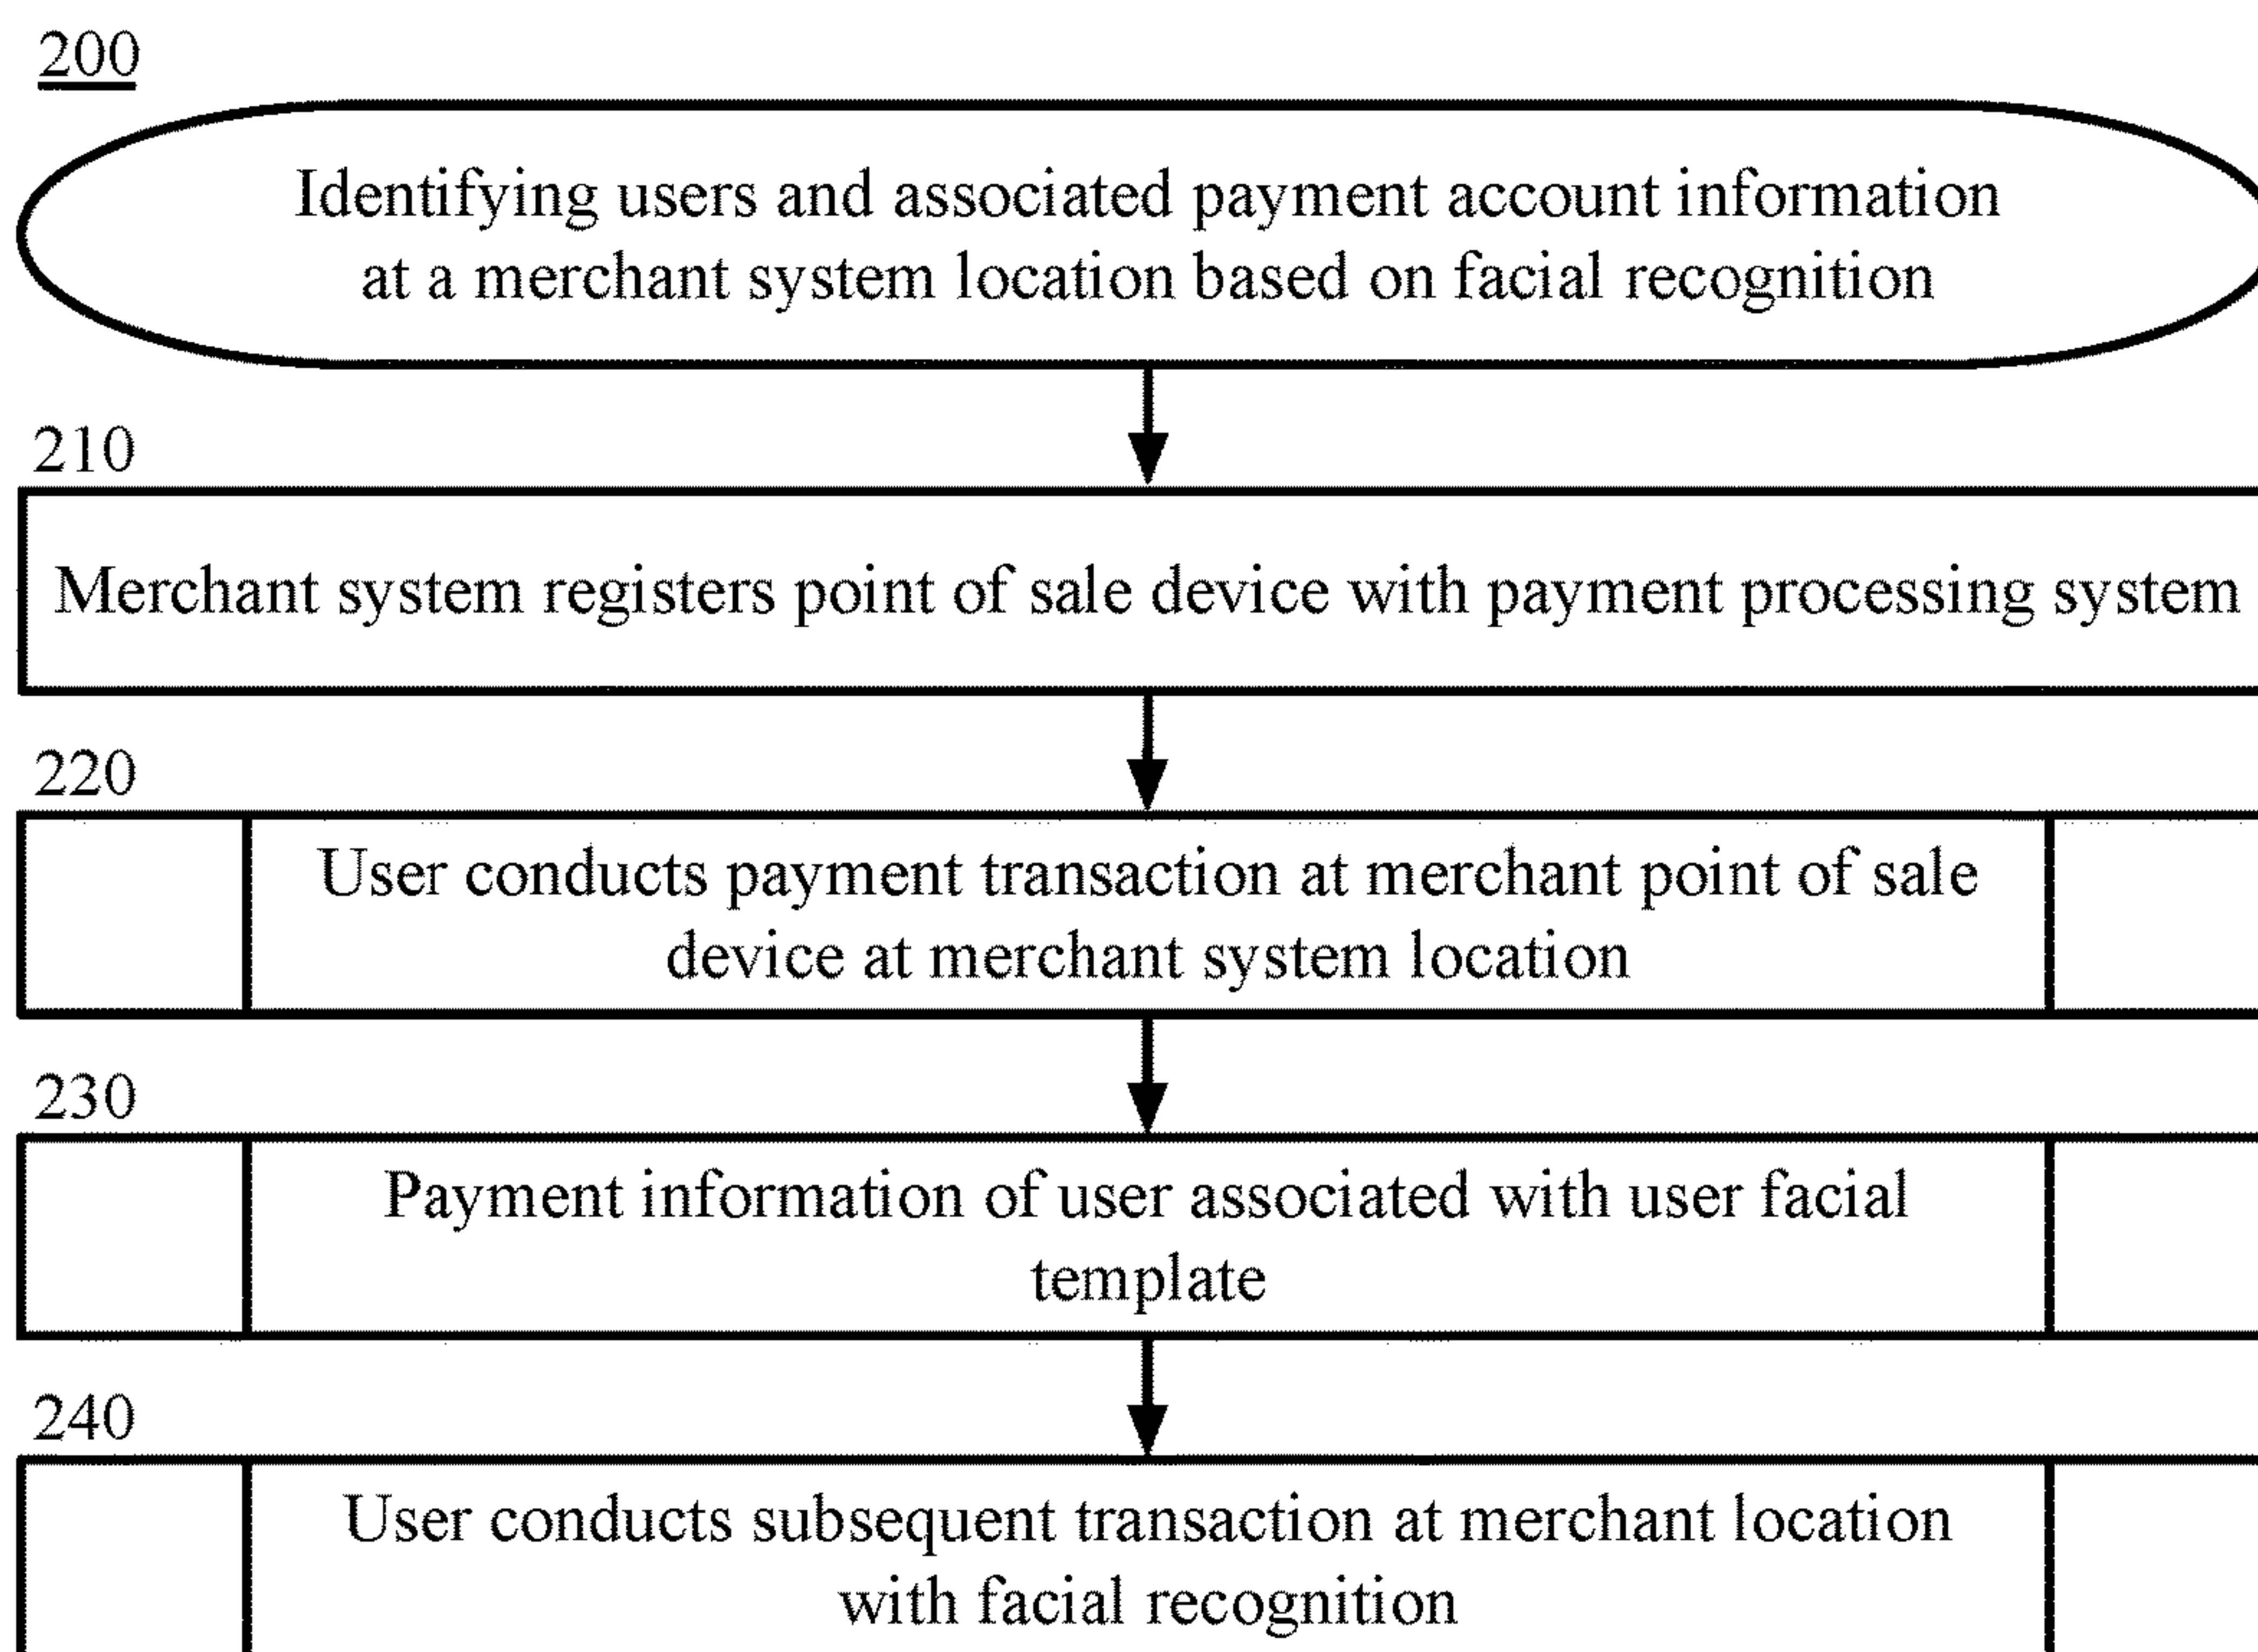 200
Identifying users and associated payment account information
at a merchant system location based on facial recognition
210
Merchant system registers point of sale device with payment processing system
220
User conducts payment transaction at merchant point of sale
device at merchant system location
230
Payment information of user associated with user facial
template
240
User conducts subsequent transaction at merchant location
with facial recognition